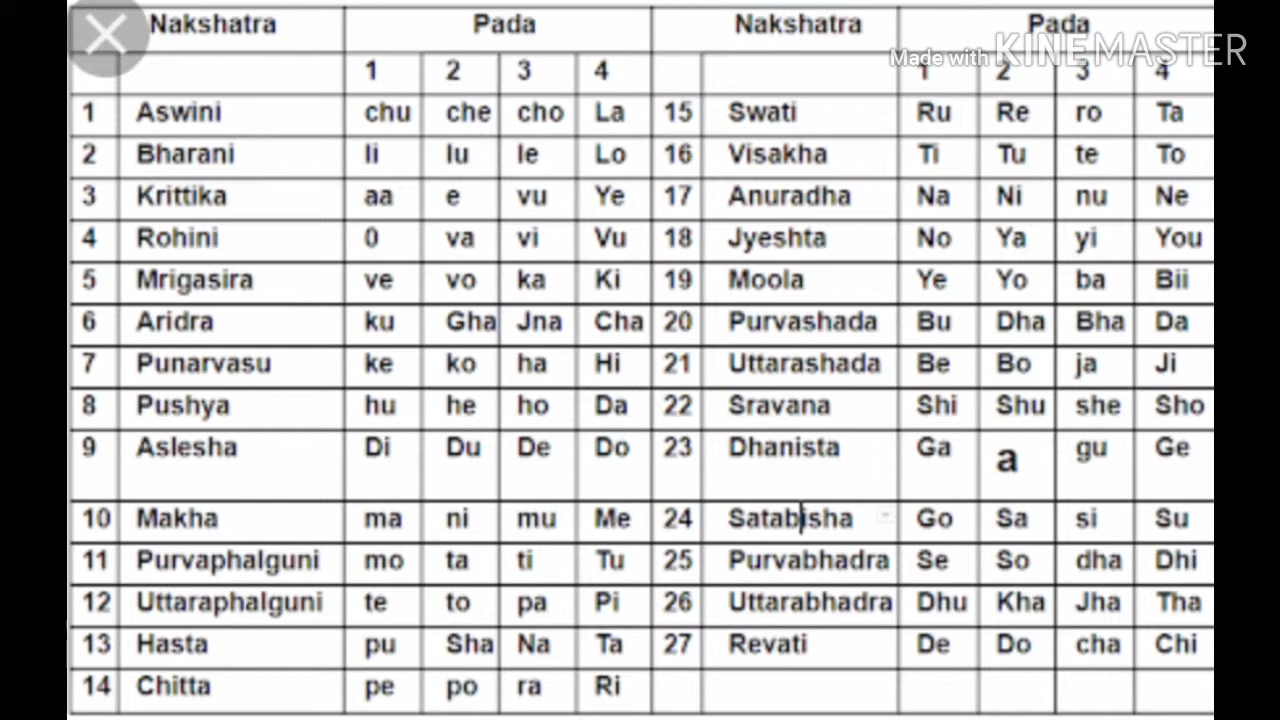 Nakshatra Pada Nakshatra Pada
Made with KINEMASTER
1 2 3 4 1 2 3 4
1 Aswini chu che cho La 15 Swati Ru Re ro Ta
2 Bharani li lu le Lo 16 Visakha Ti Tu te To
3 Krittika aa e vu Ye 17 Anuradha Na Ni nu Ne
4 Rohini 0 va vi Vu 18 Jyeshta No Ya yi You
5 Mrigasira ve vo ka Ki 19 Moola Ye Yo ba Bii
6 Aridra ku Gha Jna Cha 20 Purvashada Bu Dha Bha Da
7 Punarvasu ke ko ha Hi 21 Uttarashada Be Bo ja Ji
8 Pushya hu he ho Da 22 Sravana Shi Shu she Sho
9 Aslesha Di Du De Do 23 Dhanista Ga a gu Ge
10 Makha ma ni mu Me 24 Satabisha Go Sa si Su
11 Purvaphalguni mo ta ti Tu 25 Purvabhadra Se So dha Dhi
12 Uttaraphalguni te to pa Pi 26 Uttarabhadra Dhu Kha Jha Tha
13 Hasta pu Sha Na Ta 27 Revati De Do cha Chi
14 Chitta pe po ra Ri